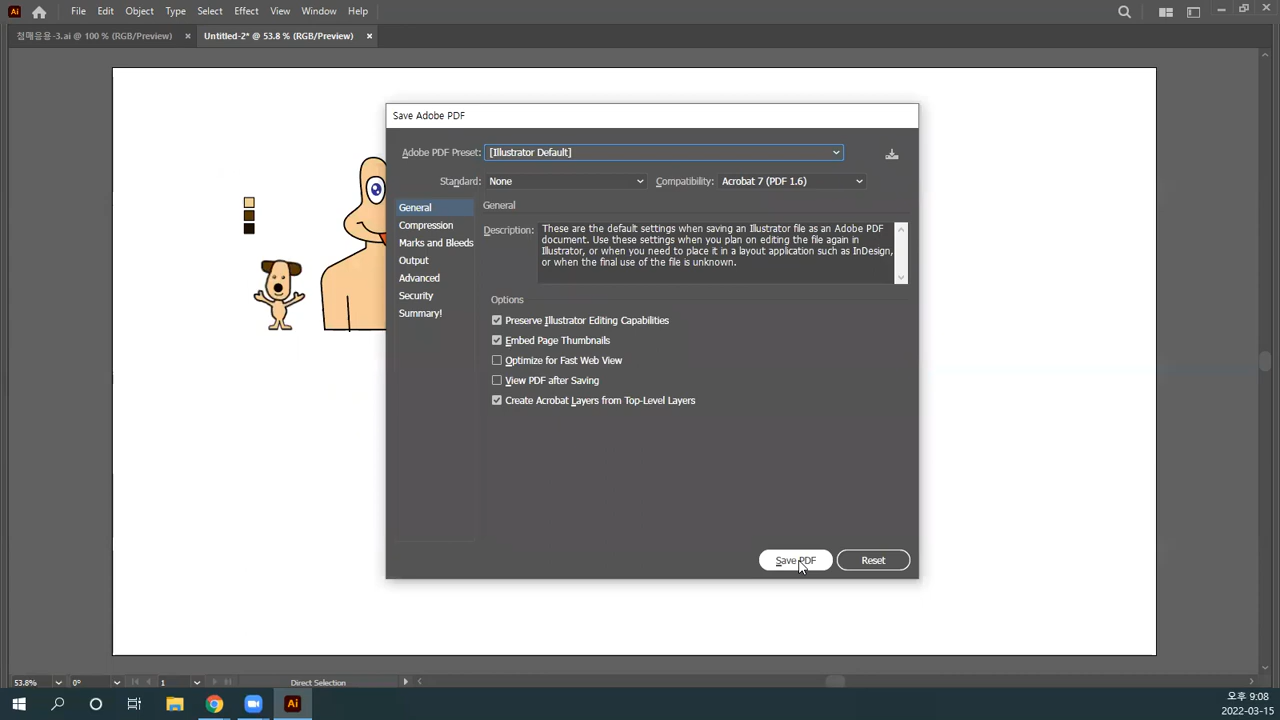 Ai File Edit Object Type Select Effect View Window Help
첨매응용-3.ai @ 100 % (RGB/Preview) × Untitled-2* @ 53.8 % (RGB/Preview) ×
Save Adobe PDF
Adobe PDF Preset: [Illustrator Default]
Standard: None Compatibility: Acrobat 7 (PDF 1.6)
General
Compression
Marks and Bleeds
Output
Advanced
Security
Summary!
General
Description: These are the default settings when saving an Illustrator file as an Adobe PDF
document. Use these settings when you plan on editing the file again in
Illustrator, or when you need to place it in a layout application such as InDesign,
or when the final use of the file is unknown.
Options
Preserve Illustrator Editing Capabilities
Embed Page Thumbnails
Optimize for Fast Web View
View PDF after Saving
Create Acrobat Layers from Top-Level Layers
Save PDF Reset
53.8% 0° 1 Direct Selection
Ai
오후 9:08
2022-03-15